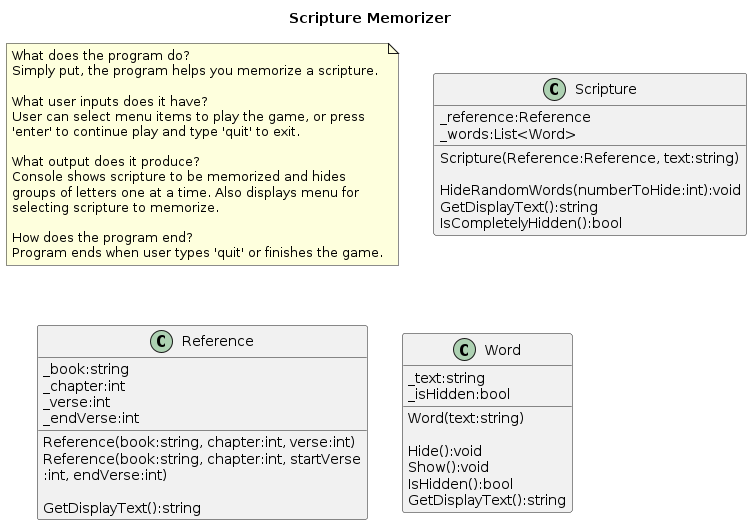 Scripture Memorizer
What does the program do?
Simply put, the program helps you memorize a scripture.
What user inputs does it have?
User can select menu items to play the game, or press
'enter' to continue play and type 'quit' to exit.
What output does it produce?
Console shows scripture to be memorized and hides
groups of letters one at a time. Also displays menu for
selecting scripture to memorize.
How does the program end?
Program ends when user types 'quit' or finishes the game.
C Scripture
_reference:Reference
_words:List<Word>
Scripture(Reference:Reference, text:string)
HideRandomWords(numberToHide:int):void
GetDisplayText():string
IsCompletelyHidden():bool
C Reference
_book:string
_chapter:int
_verse:int
_endVerse:int
Reference(book:string, chapter:int, verse:int)
Reference(book:string, chapter:int, startVerse
:int, endVerse:int)
GetDisplayText():string
C Word
_text:string
_isHidden:bool
Word(text:string)
Hide():void
Show():void
IsHidden():bool
GetDisplayText():string